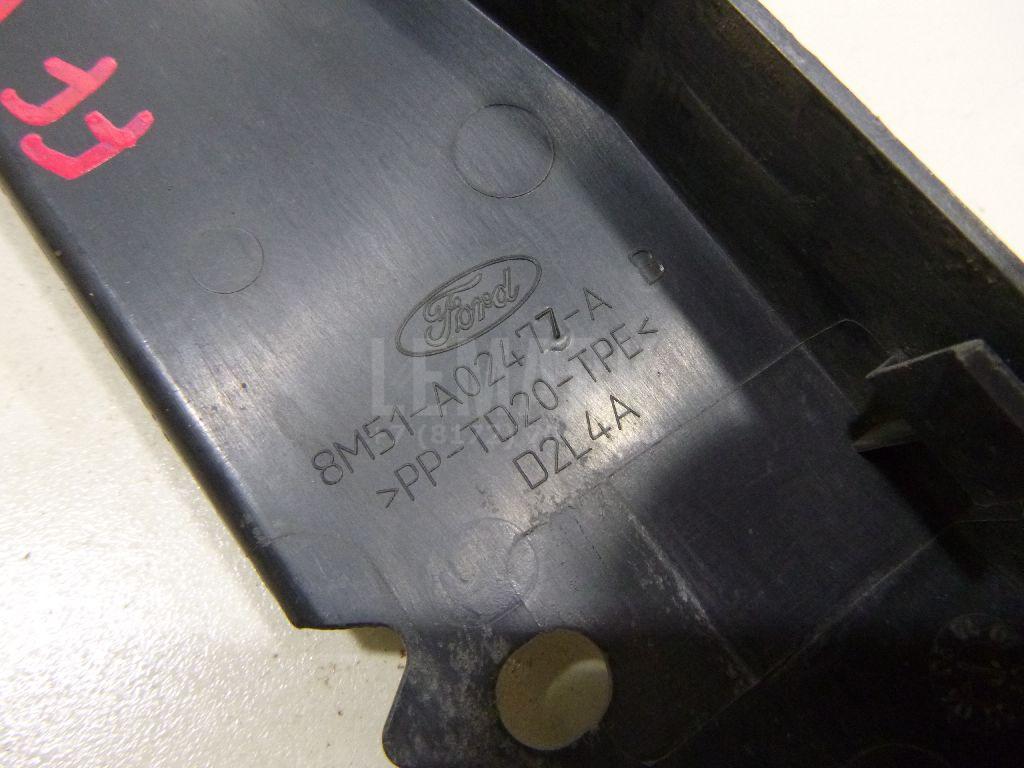 Ford
8M51-A02477-A B
>PP-TD20-TPE<
D2L4A